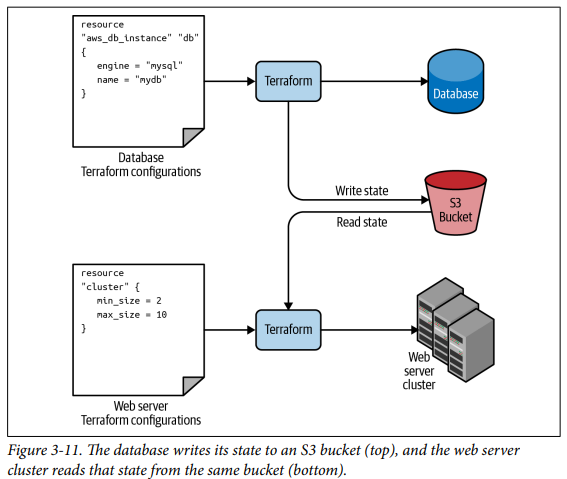 resource
"aws_db_instance" "db"
{
engine = "mysql"
name = "mydb"
}
Terraform
Database
Database
Terraform configurations
Write state
S3
Bucket
Read state
resource
"cluster" {
min_size = 2
max_size = 10
}
Terraform
Web
server
cluster
Web server
Terraform configurations
Figure 3-11. The database writes its state to an S3 bucket (top), and the web server
cluster reads that state from the same bucket (bottom).